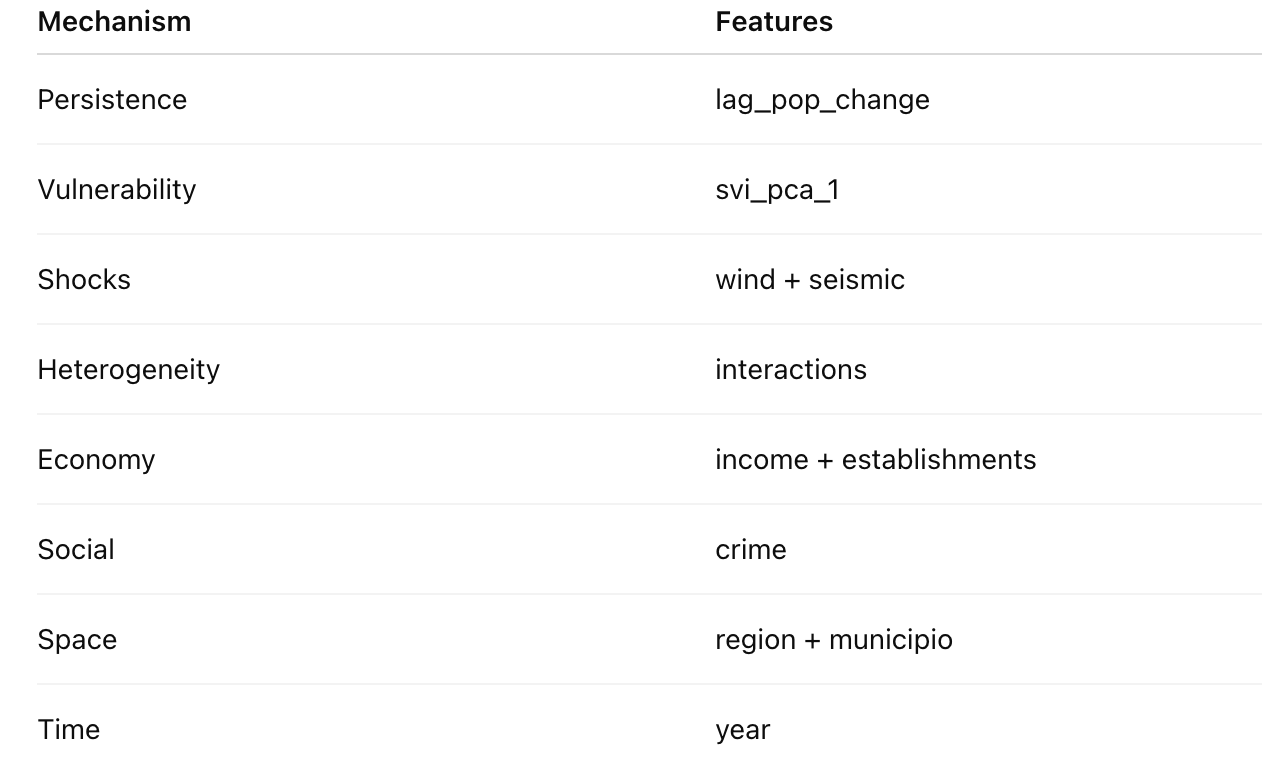 Mechanism Features
Persistence lag_pop_change
Vulnerability svi_pca_1
Shocks wind + seismic
Heterogeneity interactions
Economy income + establishments
Social crime
Space region + municipio
Time year